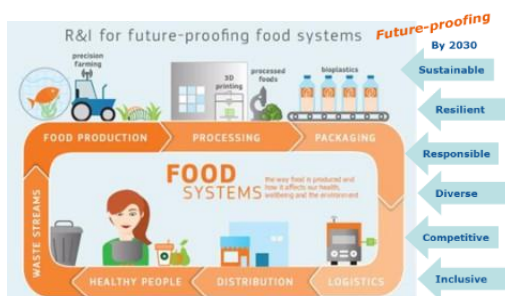 R&I for future-proofing food systems
Future-proofing
By 2030
precision
farming
3D
printing
processed
foods
bioplastics
Sustainable
Resilient
FOOD PRODUCTION
PROCESSING
PACKAGING
Responsible
FOOD
SYSTEMS
the way food is produced and
how it affects our health,
wellbeing and the environment
Diverse
WASTE STREAMS
Competitive
HEALTHY PEOPLE
DISTRIBUTION
LOGISTICS
Inclusive